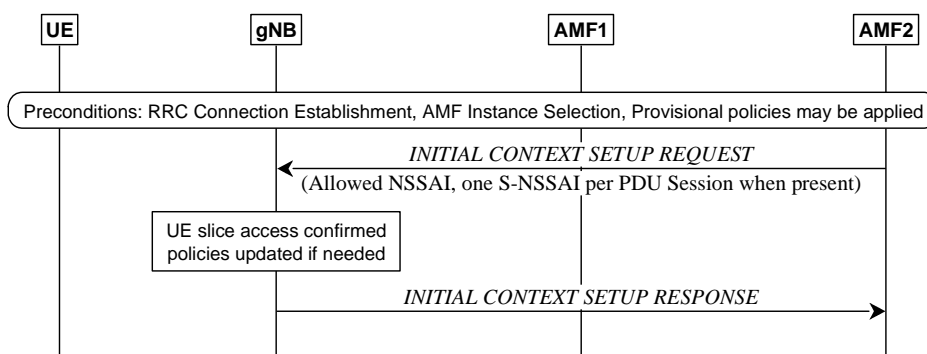 UE gNB AMF1 AMF2
Preconditions: RRC Connection Establishment, AMF Instance Selection, Provisional policies may be applied
INITIAL CONTEXT SETUP REQUEST
(Allowed NSSAI, one S-NSSAI per PDU Session when present)
UE slice access confirmed
policies updated if needed
INITIAL CONTEXT SETUP RESPONSE